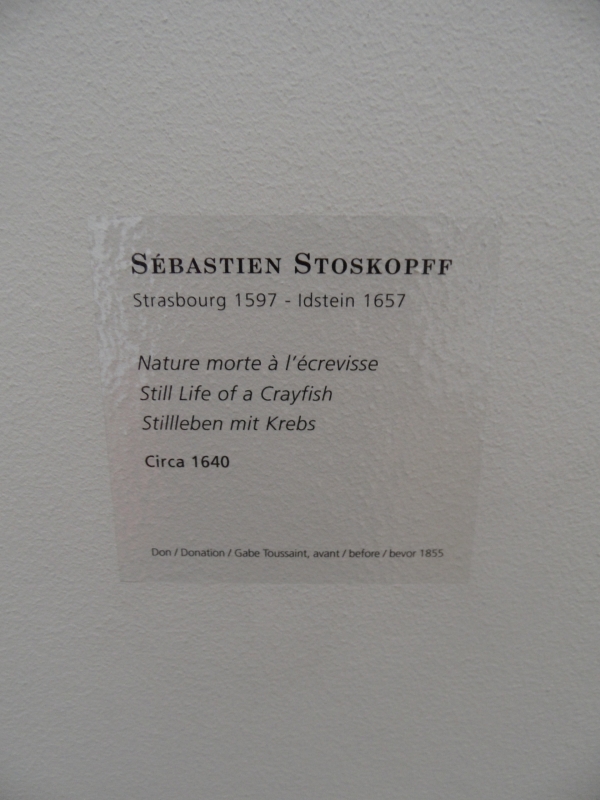 SÉBASTIEN STOSKOPFF
Strasbourg 1597 - Idstein 1657
Nature morte à l'écrevisse
Still Life of a Crayfish
Stillleben mit Krebs
Circa 1640
Don / Donation / Gabe Toussaint, avant / before / bevor 1855